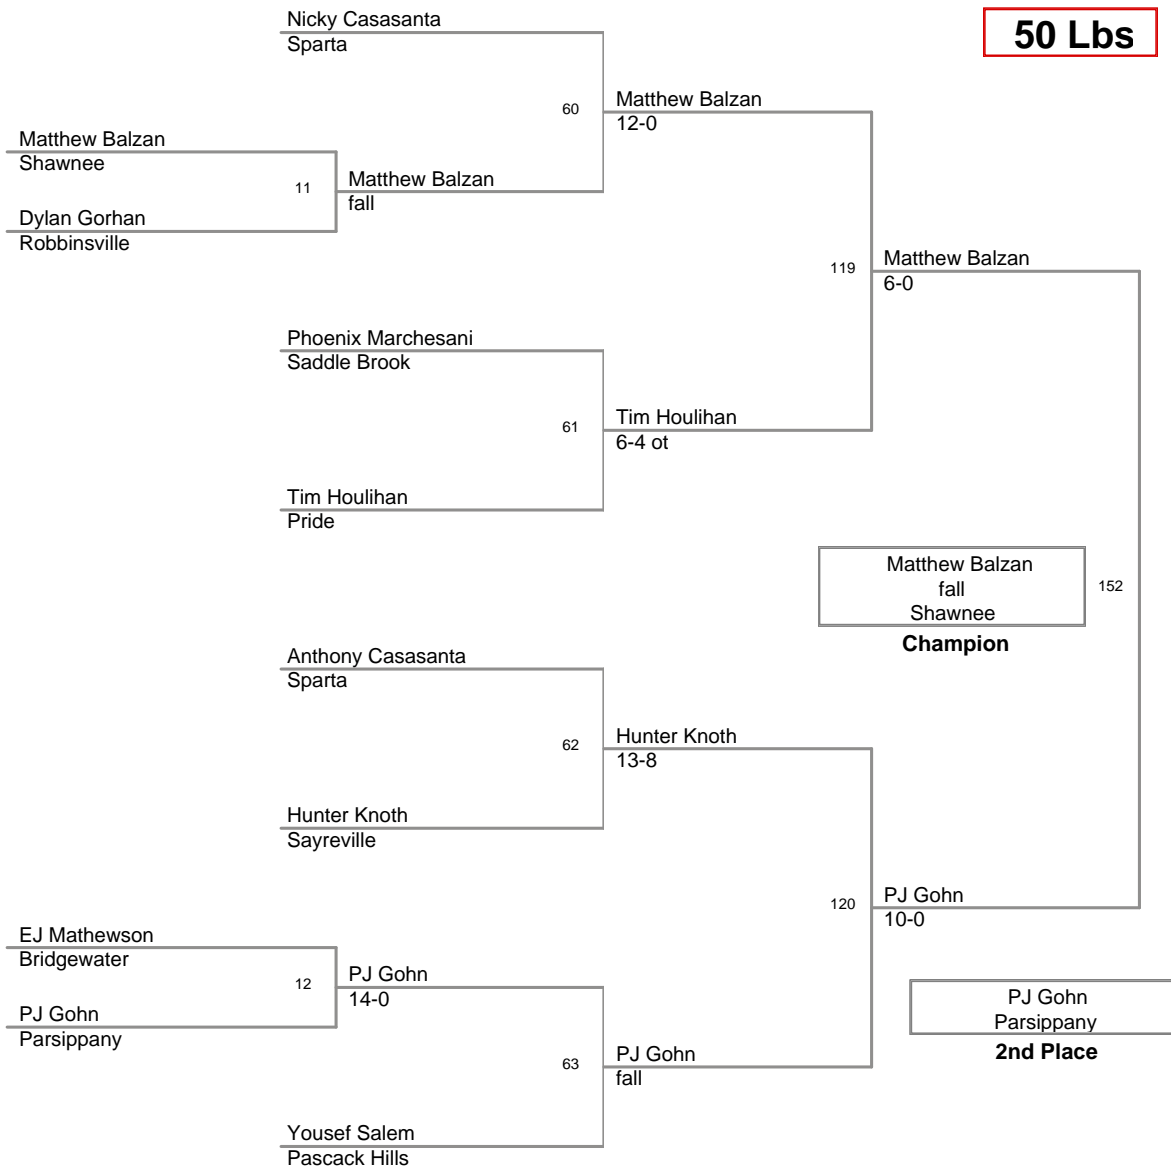 Nicky Casasanta
Sparta
50 Lbs
60
Matthew Balzan
12-0
Matthew Balzan
Shawnee
11
Matthew Balzan
fall
Dylan Gorhan
Robbinsville
119
Matthew Balzan
6-0
Phoenix Marchesani
Saddle Brook
61
Tim Houlihan
6-4 ot
Tim Houlihan
Pride
Matthew Balzan
fall
Shawnee
152
Champion
Anthony Casasanta
Sparta
62
Hunter Knoth
13-8
Hunter Knoth
Sayreville
120
PJ Gohn
10-0
EJ Mathewson
Bridgewater
12
PJ Gohn
14-0
PJ Gohn
Parsippany
PJ Gohn
Parsippany
2nd Place
63
PJ Gohn
fall
Yousef Salem
Pascack Hills